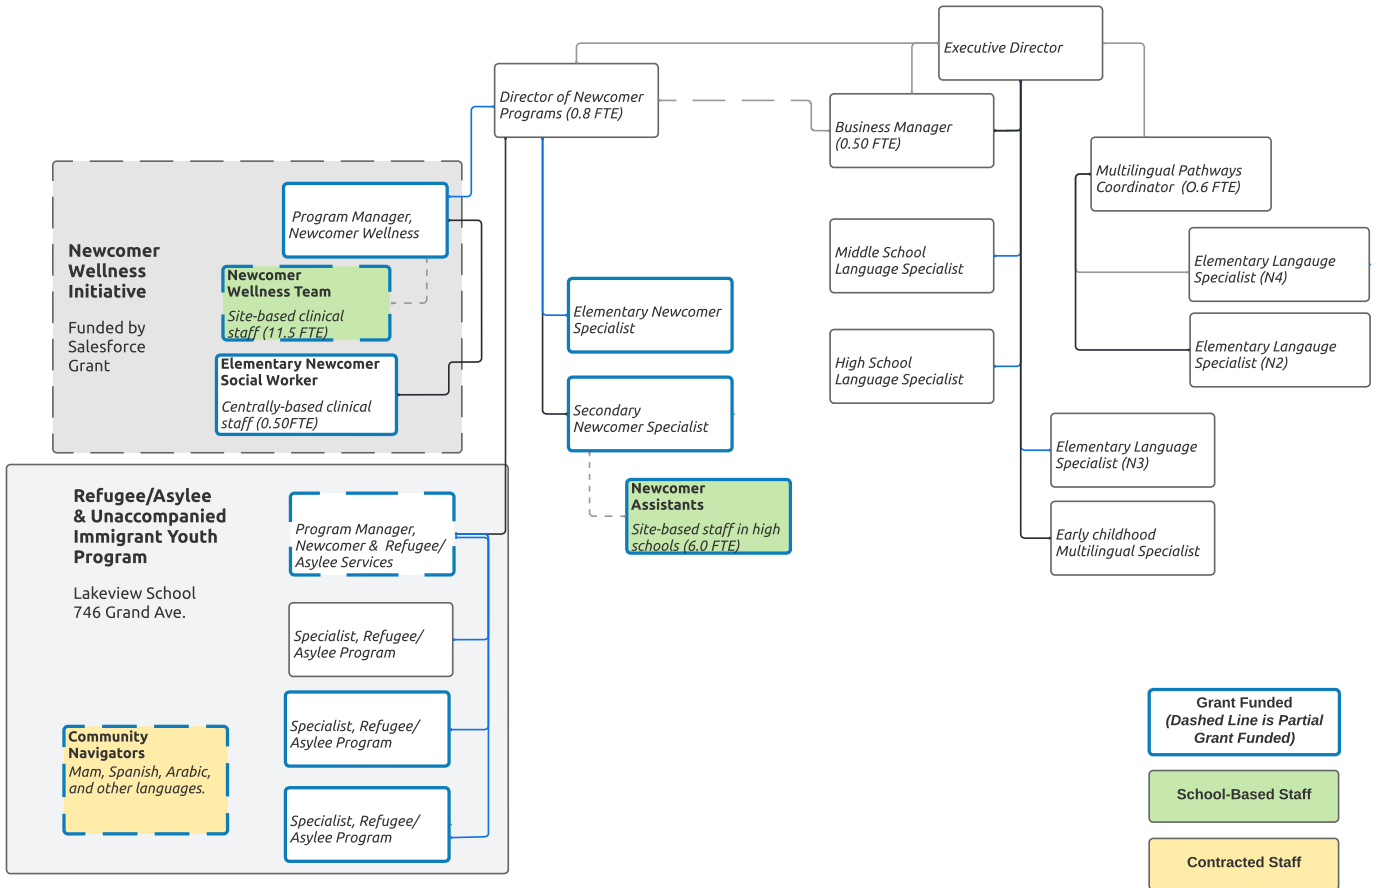 Executive Director
Director of Newcomer
Programs (0.8 FTE)
Business Manager
(0.50 FTE)
Multilingual Pathways
Coordinator (O.6 FTE)
Newcomer
Wellness
Initiative
Funded by
Salesforce
Grant
Program Manager,
Newcomer Wellness
Newcomer
Wellness Team
Site-based clinical
staff (11.5 FTE)
Elementary Newcomer
Social Worker
Centrally-based clinical
staff (0.50FTE)
Elementary Newcomer
Specialist
Secondary
Newcomer Specialist
Newcomer
Assistants
Site-based staff in high
schools (6.0 FTE)
Middle School
Language Specialist
High School
Language Specialist
Elementary Langauge
Specialist (N4)
Elementary Langauge
Specialist (N2)
Elementary Language
Specialist (N3)
Early childhood
Multilingual Specialist
Refugee/Asylee
& Unaccompanied
Immigrant Youth
Program
Lakeview School
746 Grand Ave.
Program Manager,
Newcomer & Refugee/
Asylee Services
Specialist, Refugee/
Asylee Program
Specialist, Refugee/
Asylee Program
Specialist, Refugee/
Asylee Program
Community
Navigators
Mam, Spanish, Arabic,
and other languages.
Grant Funded
(Dashed Line is Partial
Grant Funded)
School-Based Staff
Contracted Staff